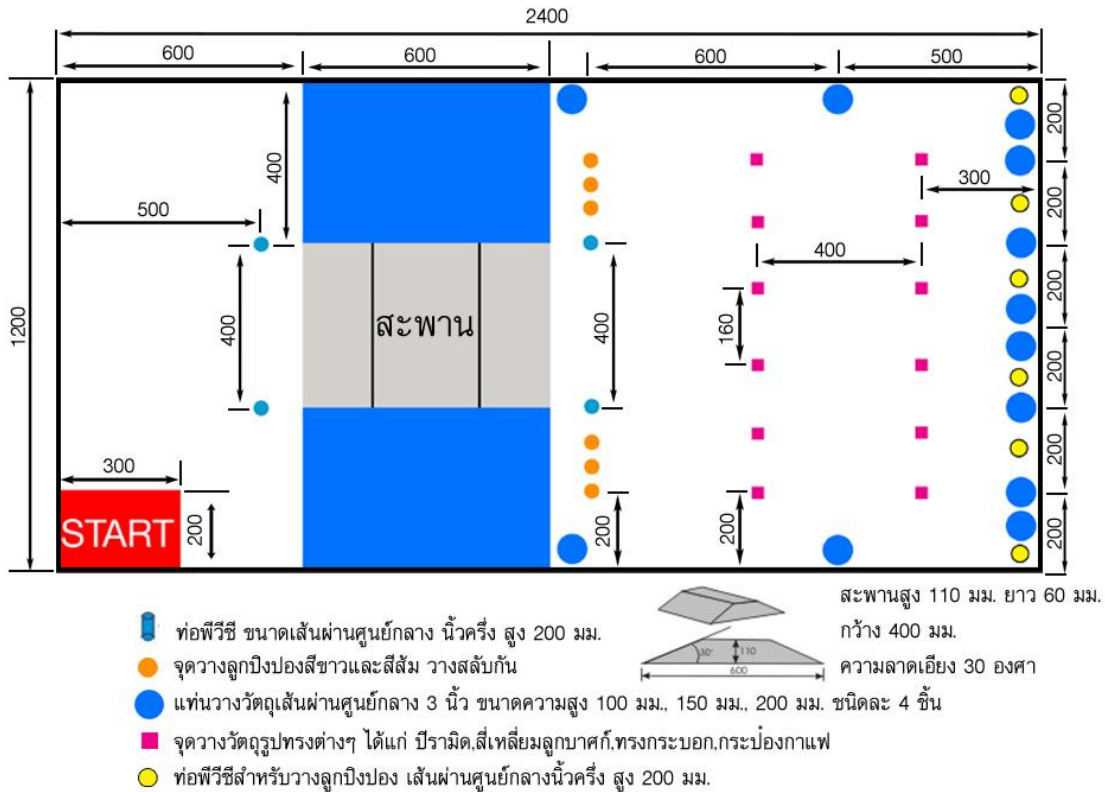 2400
600
600
600
500
200
400
300
200
500
400
200
1200
400
สะพาน
160
400
200
300
200
START
200
200
200
200
สะพานสูง 110 มม. ยาว 60 มม.
กว้าง 400 มม.
ความลาดเอียง 30 องศา
30°
110
600
ท่อพีวีซี ขนาดเส้นผ่านศูนย์กลาง นิ้วครึ่ง สูง 200 มม.
จุดวางลูกปิงปองสีขาวและสีส้ม วางสลับกัน
แท่นวางวัตถุเส้นผ่านศูนย์กลาง 3 นิ้ว ขนาดความสูง 100 มม., 150 มม., 200 มม. ชนิดละ 4 ชิ้น
จุดวางวัตถุรูปทรงต่างๆ ได้แก่ ปิรามิด,สี่เหลี่ยมลูกบาศก์,ทรงกระบอก,กระป๋องกาแฟ
ท่อพีวีซีสำหรับวางลูกปิงปอง เส้นผ่านศูนย์กลางนิ้วครึ่ง สูง 200 มม.